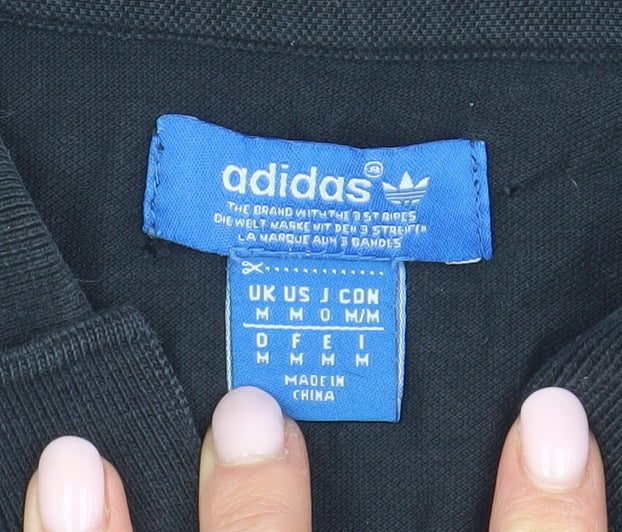 adidas®
THE BRAND WITH THE 3 STRIPES
DIE WELT MARKE MIT DEN 3 STREIFEN
LA MARQUE AUX 3 BANDES
UK US J CDN
M M O M/M
D F E I
M M M M
MADE IN
CHINA